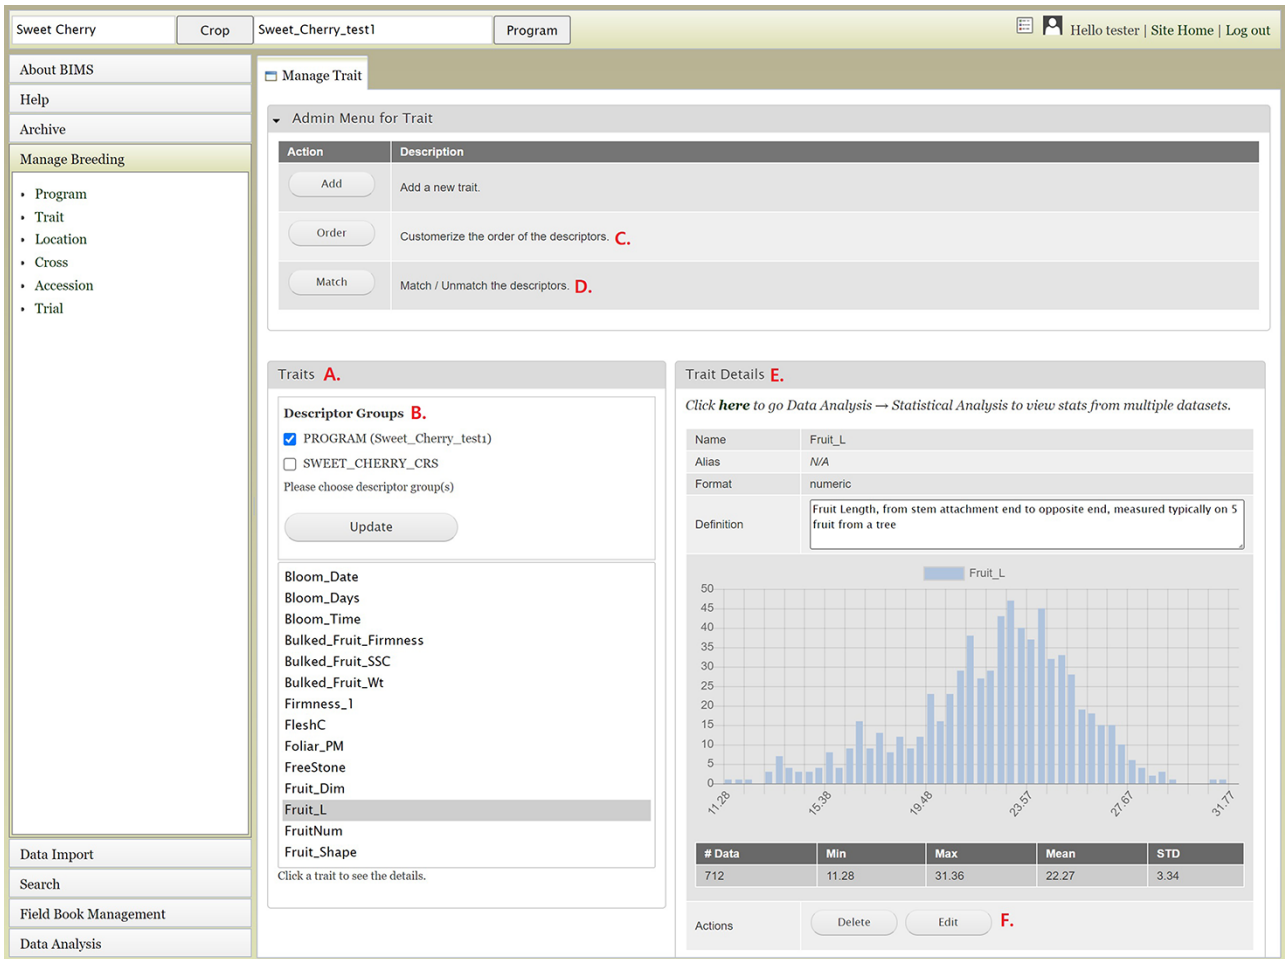 Sweet Cherry Crop Sweet_Cherry_test1 Program Hello tester | Site Home | Log out
About BIMS
Help
Archive
Manage Breeding
Program
Trait
Location
Cross
Accession
Trial
Data Import
Search
Field Book Management
Data Analysis
Manage Trait
Admin Menu for Trait
Action Description
Add Add a new trait.
Order Customerize the order of the descriptors. C.
Match Match / Unmatch the descriptors. D.
Traits A.
Descriptor Groups B.
PROGRAM (Sweet_Cherry_test1)
SWEET_CHERRY_CRS
Please choose descriptor group(s)
Update
Bloom_Date
Bloom_Days
Bloom_Time
Bulked_Fruit_Firmness
Bulked_Fruit_SSC
Bulked_Fruit_Wt
Firmness_1
FleshC
Foliar_PM
FreeStone
Fruit_Dim
Fruit_L
FruitNum
Fruit_Shape
Click a trait to see the details.
Trait Details E.
Click here to go Data Analysis → Statistical Analysis to view stats from multiple datasets.
Name Fruit_L
Alias N/A
Format numeric
Definition
Fruit Length, from stem attachment end to opposite end, measured typically on 5
fruit from a tree
Fruit_L
50
45
40
35
30
25
20
15
10
5
0
11.28 15.38 19.48 23.57 27.67 31.77
# Data Min Max Mean STD
712 11.28 31.36 22.27 3.34
Actions Delete Edit F.